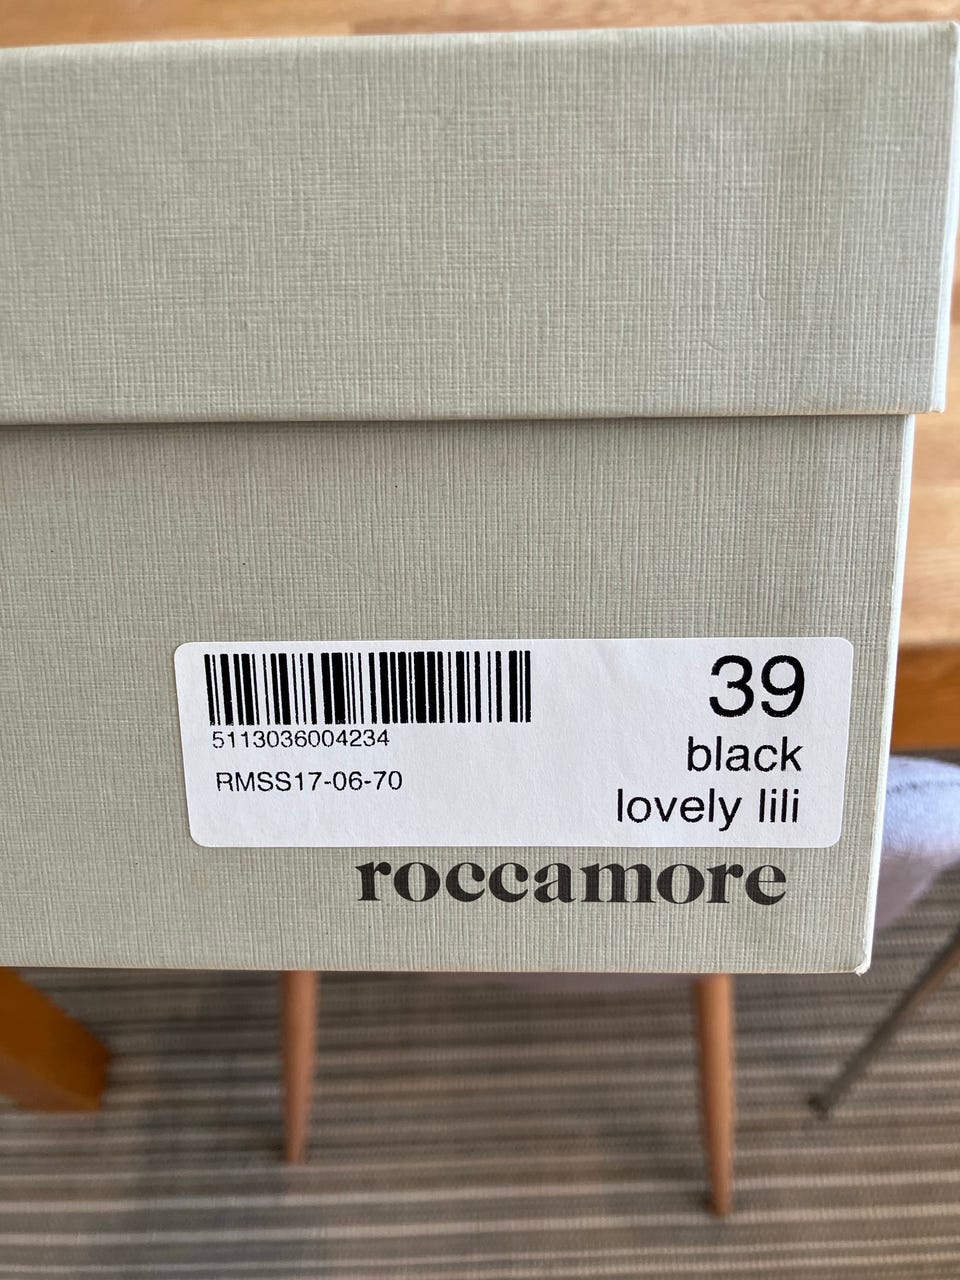 39
5113036004234
black
RMSS17-06-70
lovely lili
roccamore